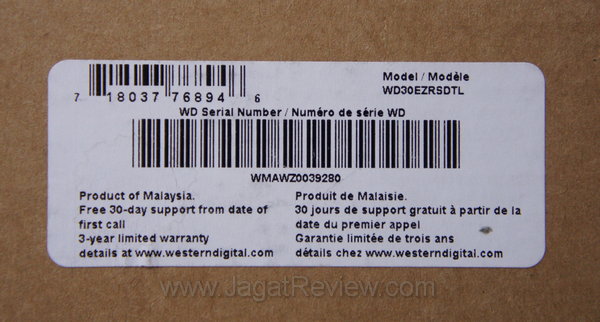 7 18037 76894 6
Model / Modèle
WD30EZRSDTL
WD Serial Number / Numéro de série WD
WMAWZ0039280
Product of Malaysia.
Free 30-day support from date of
first call
3-year limited warranty
details at www.westerndigital.com
Produit de Malaisie.
30 jours de support gratuit à partir de la
date du premier appel
Garantie limitée de trois ans
détails chez www.westerndigital.com
www.JagatReview.com